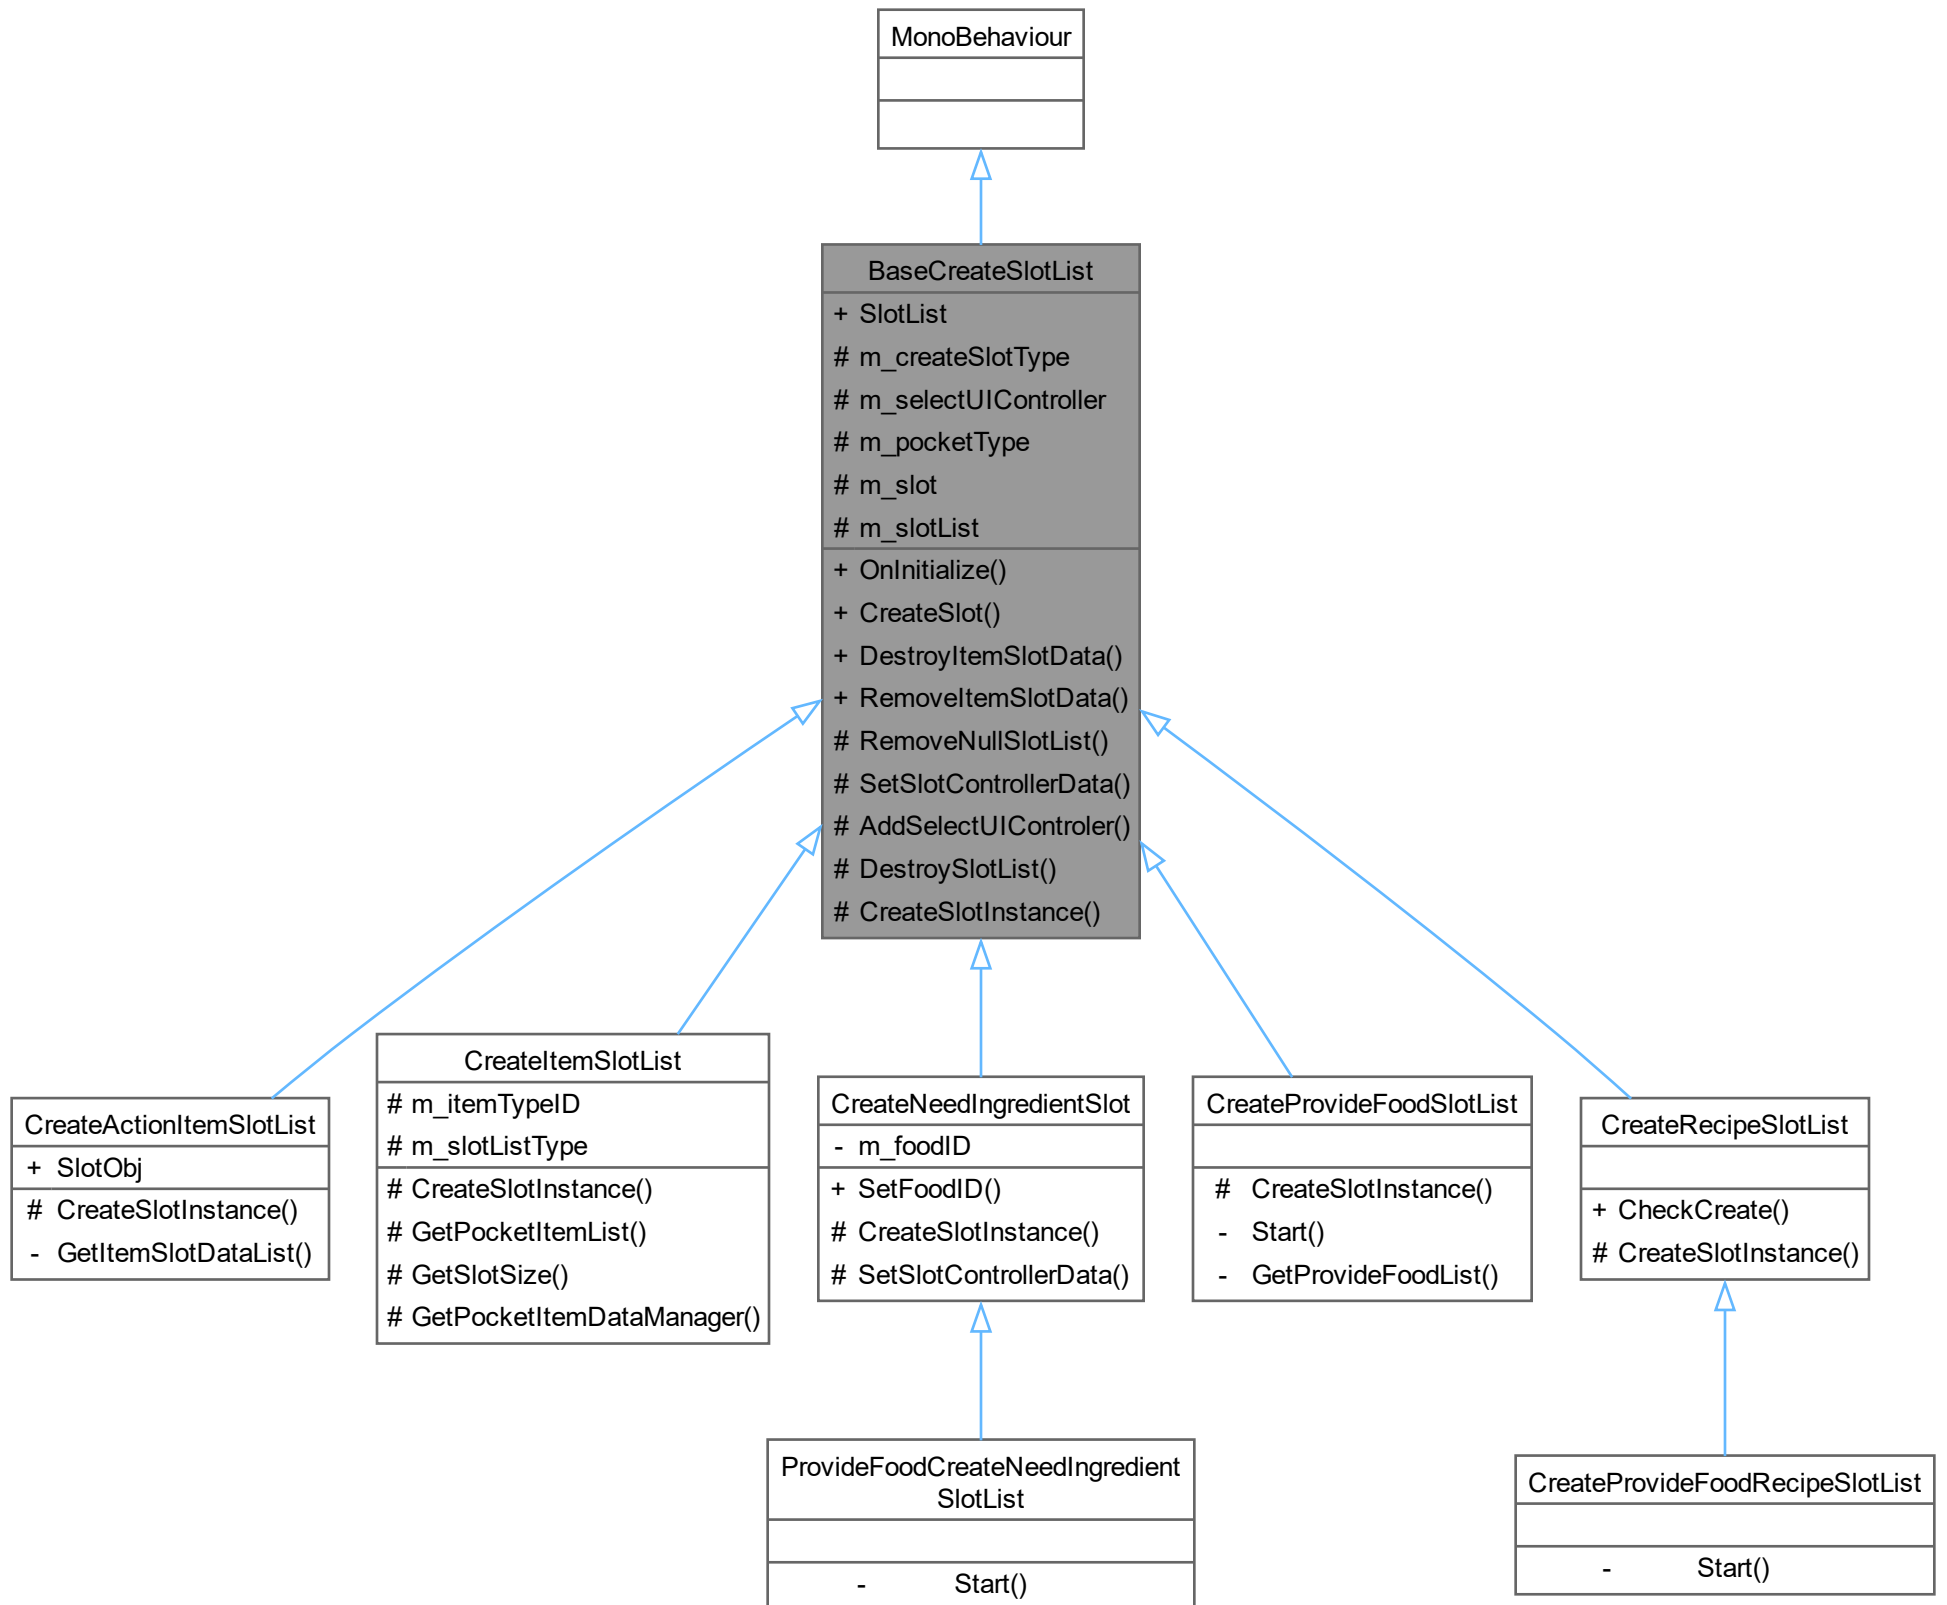 MonoBehaviour
BaseCreateSlotList
+ SlotList
# m_createSlotType
# m_selectUIController
# m_pocketType
# m_slot
# m_slotList
+ OnInitialize()
+ CreateSlot()
+ DestroyItemSlotData()
+ RemoveItemSlotData()
# RemoveNullSlotList()
# SetSlotControllerData()
# AddSelectUIControler()
# DestroySlotList()
# CreateSlotInstance()
CreateActionItemSlotList
+ SlotObj
# CreateSlotInstance()
- GetItemSlotDataList()
CreateItemSlotList
# m_itemTypeID
# m_slotListType
# CreateSlotInstance()
# GetPocketItemList()
# GetSlotSize()
# GetPocketItemDataManager()
CreateNeedIngredientSlot
- m_foodID
+ SetFoodID()
# CreateSlotInstance()
# SetSlotControllerData()
CreateProvideFoodSlotList
# CreateSlotInstance()
- Start()
- GetProvideFoodList()
CreateRecipeSlotList
+ CheckCreate()
# CreateSlotInstance()
ProvideFoodCreateNeedIngredient
SlotList
- Start()
CreateProvideFoodRecipeSlotList
- Start()